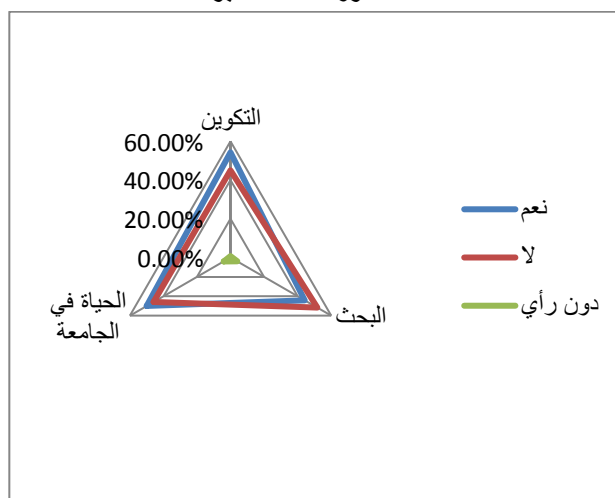 التكوين
60.00%
40.00%
20.00%
0.00%
نعم
لا
دون رأي
البحث
الحياة في
الجامعة